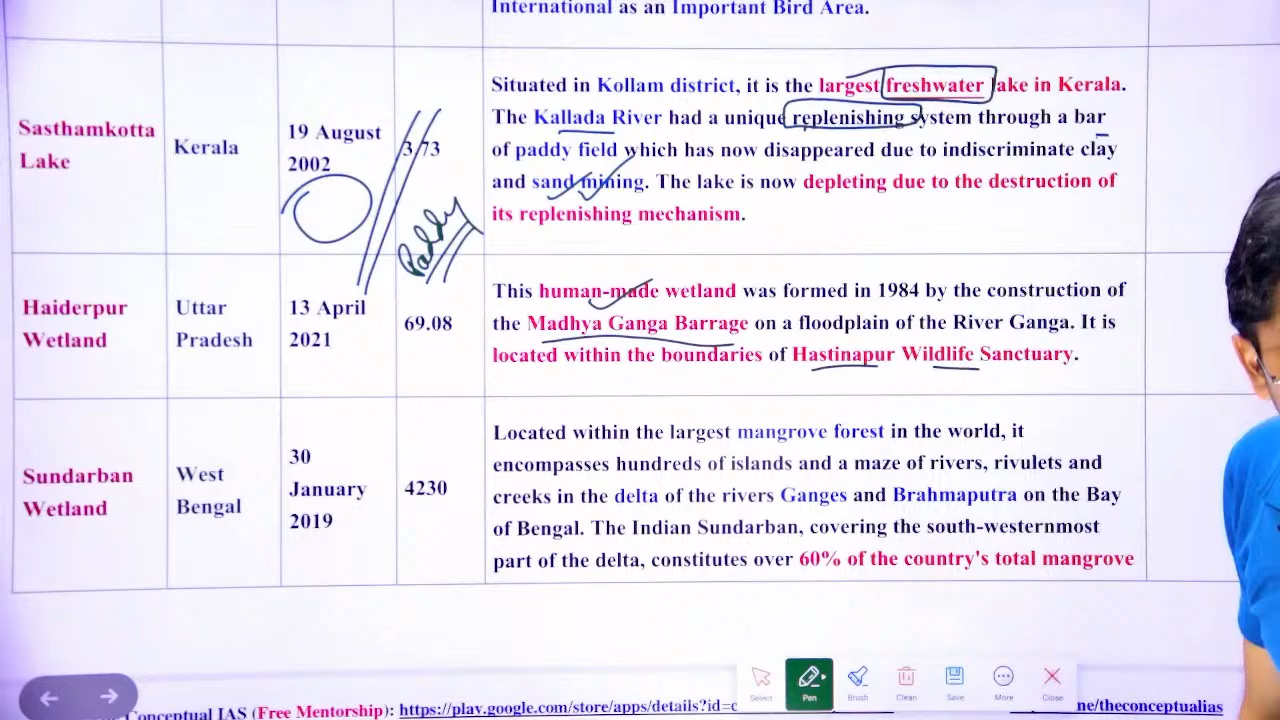 International as an Important Bird Area.
Sasthamkotta
Lake
Kerala
19 August
2002
3.73
Situated in Kollam district, it is the largest freshwater lake in Kerala.
The Kallada River had a unique replenishing system through a bar
of paddy field which has now disappeared due to indiscriminate clay
and sand mining. The lake is now depleting due to the destruction of
its replenishing mechanism.
Paddy
Haiderpur
Wetland
Uttar
Pradesh
13 April
2021
69.08
This human-made wetland was formed in 1984 by the construction of
the Madhya Ganga Barrage on a floodplain of the River Ganga. It is
located within the boundaries of Hastinapur Wildlife Sanctuary.
Sundarban
Wetland
West
Bengal
30
January
2019
4230
Located within the largest mangrove forest in the world, it
encompasses hundreds of islands and a maze of rivers, rivulets and
creeks in the delta of the rivers Ganges and Brahmaputra on the Bay
of Bengal. The Indian Sundarban, covering the south-westernmost
part of the delta, constitutes over 60% of the country's total mangrove
Select
Pen
Brush
Clean
Save
More
Close
Conceptual IAS (Free Mentorship): https://play.google.com/store/apps/details?id=c
ne/theconceptualias